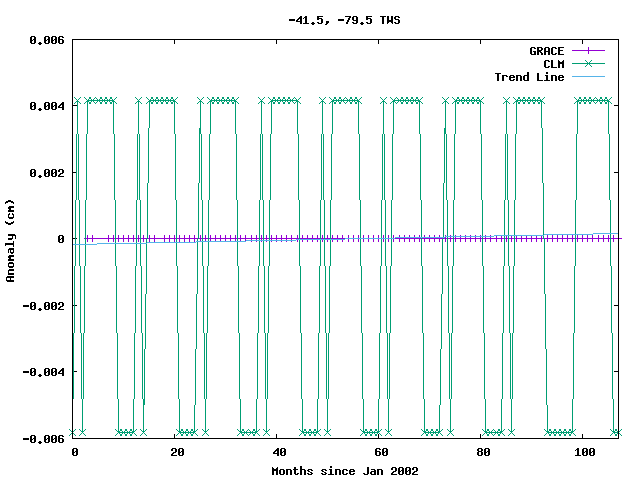 -41.5, -79.5 TWS
GRACE
CLM
Trend Line
0.006
0.004
0.002
0
-0.002
-0.004
-0.006
Anomaly (cm)
0 20 40 60 80 100
Months since Jan 2002